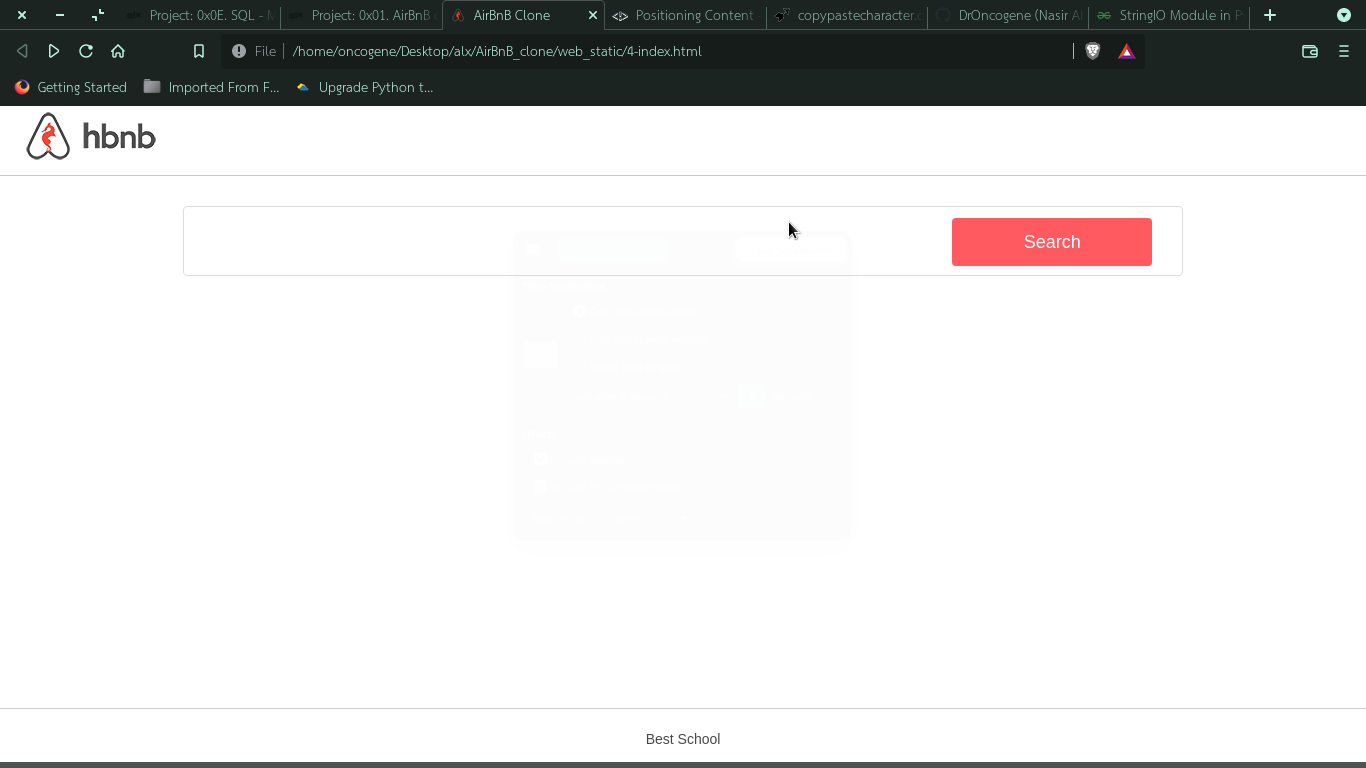 Project: 0x0E. SQL - M
Project: 0x01. AirBnB
AirBnB Clone
Positioning Content
copypastecharacter.c
DrOncogene (Nasir A
StringIO Module in P
File
/home/oncogene/Desktop/alx/AirBnB_clone/web_static/4-index.html
Getting Started
Imported From F...
Upgrade Python t...
hbnb
Search
Best School